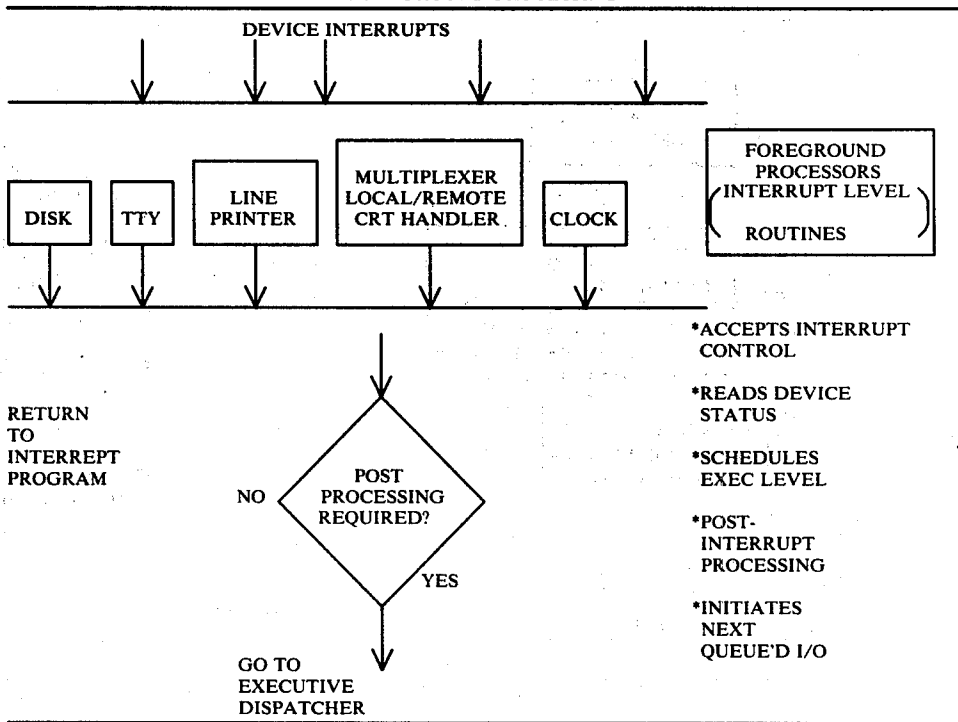 DEVICE INTERRUPTS
DISK
TTY
LINE
PRINTER
MULTIPLEXER
LOCAL/REMOTE
CRT HANDLER
CLOCK
FOREGROUND
PROCESSORS
INTERRUPT LEVEL
ROUTINES
*ACCEPTS INTERRUPT
CONTROL
*READS DEVICE
STATUS
*SCHEDULES
EXEC LEVEL
*POST-
INTERRUPT
PROCESSING
*INITIATES
NEXT
QUEUE'D I/O
RETURN
TO
INTERREPT
PROGRAM
NO
POST
PROCESSING
REQUIRED?
YES
GO TO
EXECUTIVE
DISPATCHER